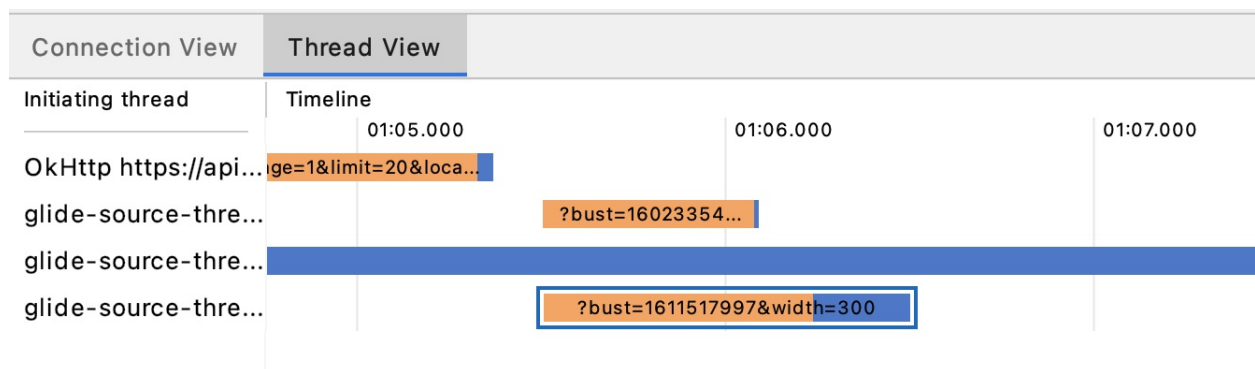 Connection View Thread View
Initiating thread Timeline
01:05.000 01:06.000 01:07.000
OkHttp https://api... ge=1&limit=20&loca...
glide-source-thre... ?bust=16023354...
glide-source-thre...
glide-source-thre... ?bust=1611517997&width=300